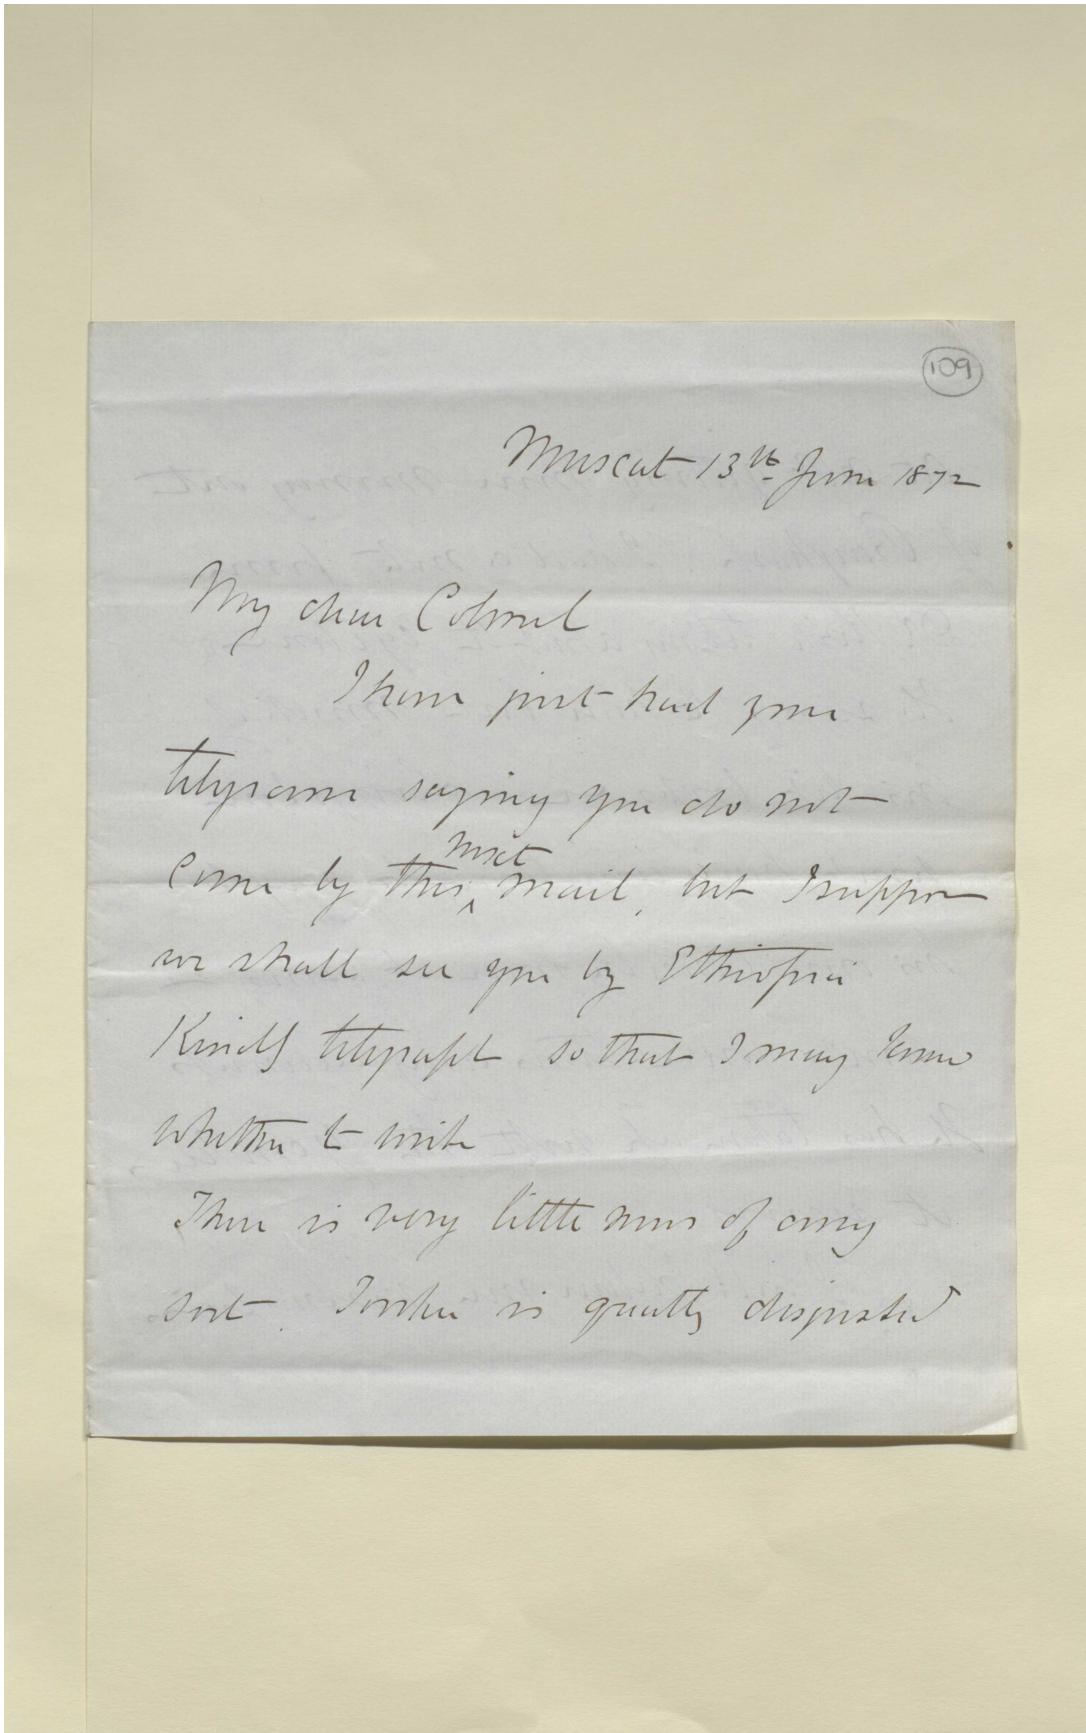 109
Muscat 13th June 1872
My dear Colonel
I have just had your
telegram saying you do not
come by this next mail, but I suppose
we shall see you by Ethiopia
Kindly telegraph so that I may know
whether to write
There is very little news of any
sort. is greatly disgusted